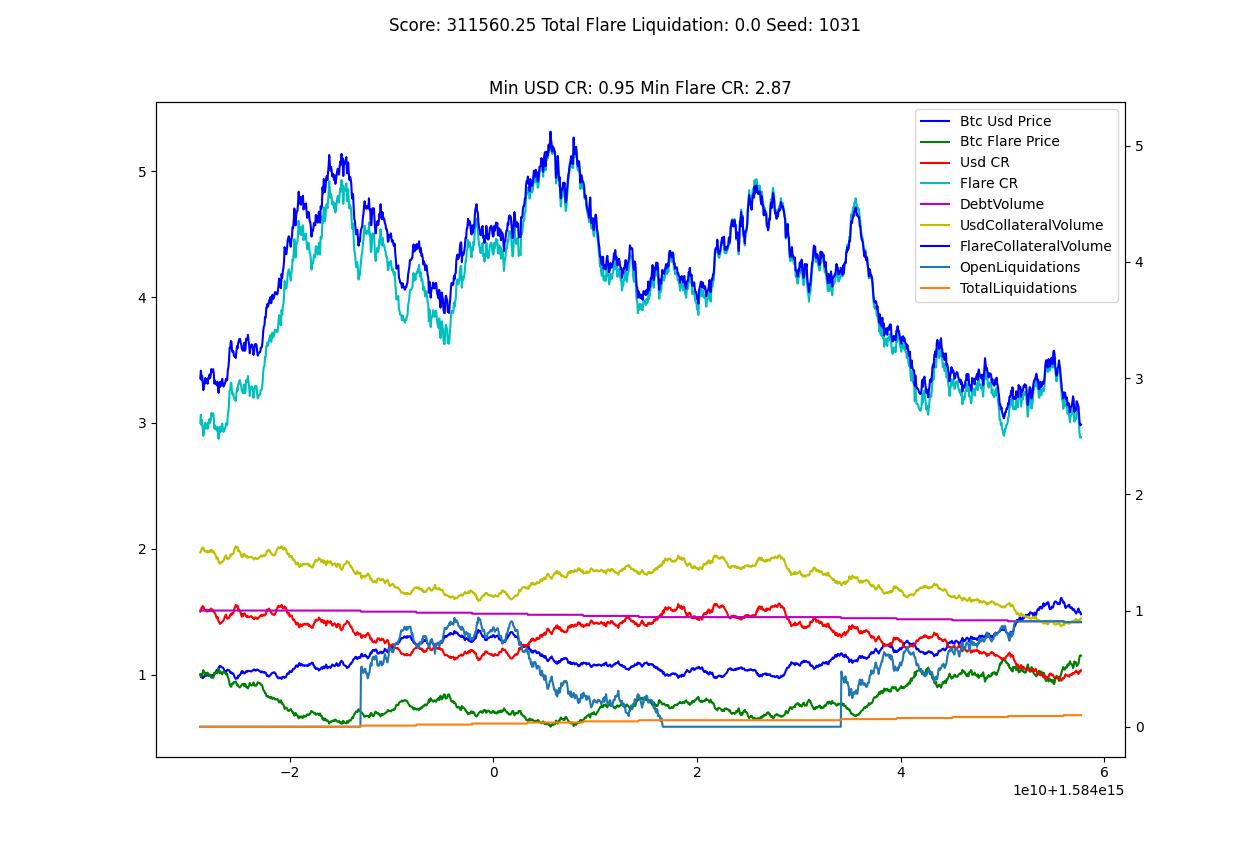 Score: 311560.25 Total Flare Liquidation: 0.0 Seed: 1031
Min USD CR: 0.95 Min Flare CR: 2.87
Btc Usd Price
Btc Flare Price
Usd CR
Flare CR
DebtVolume
UsdCollateralVolume
FlareCollateralVolume
OpenLiquidations
TotalLiquidations
5
4
3
2
1
5
4
3
2
1
0
−2
0
2
4
6
1e10+1.584e15